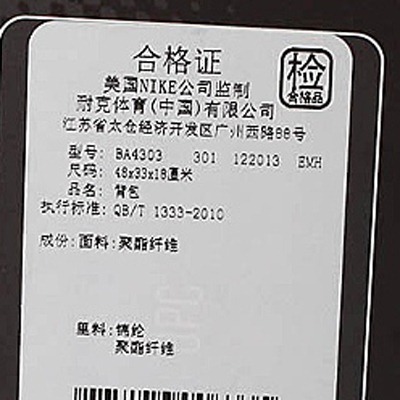 合格证
检
合格品
美国NIKE公司监制
耐克体育(中国)有限公司
江苏省太仓经济开发区广州西路88号
型号: BA4303 301 122013 EMH
尺码: 48x33x18厘米
品名: 背包
执行标准: QB/T 1333-2010
成份: 面料: 聚酯纤维
里料: 锦纶
聚酯纤维